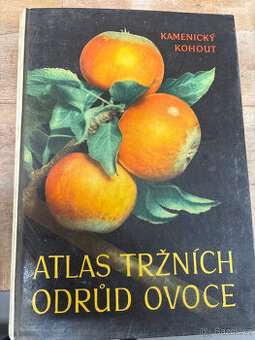 KAMENICKÝ
KOHOUT
ATLAS TRŽNÍCH
ODRŮD OVOCE